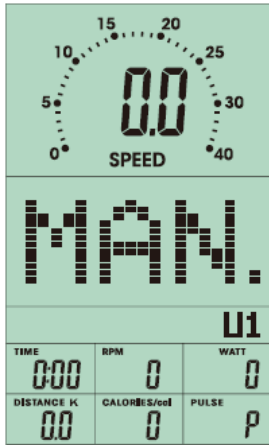 15 20
10 25
5 0.0 30
0 SPEED 40
MAN.
U1
TIME RPM WATT
0:00 0 0
DISTANCE K CALORIES/cal PULSE
0.0 0 P